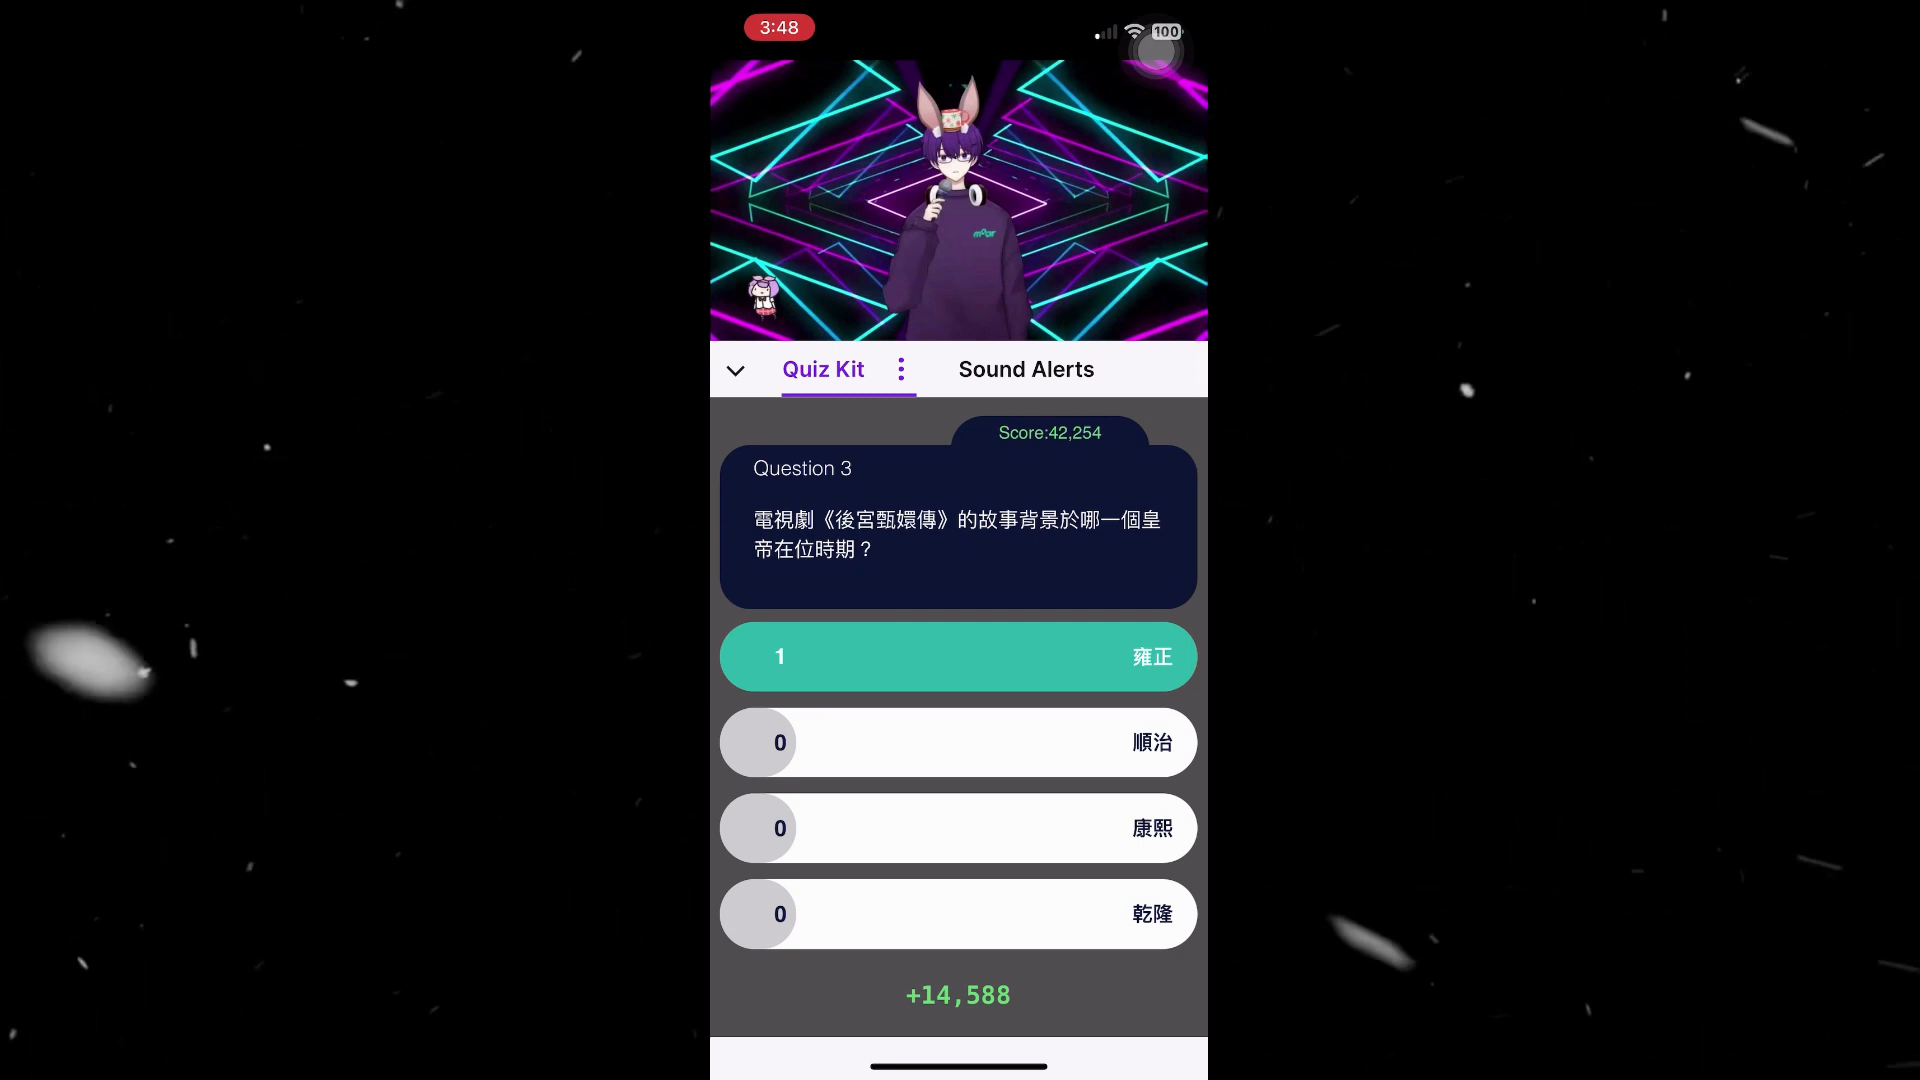 3:48
100
moar
Quiz Kit
Sound Alerts
Score:42,254
Question 3
電視劇《後宮甄嬛傳》的故事背景於哪一個皇
帝在位時期？
1 雍正
0 順治
0 康熙
0 乾隆
+14,588